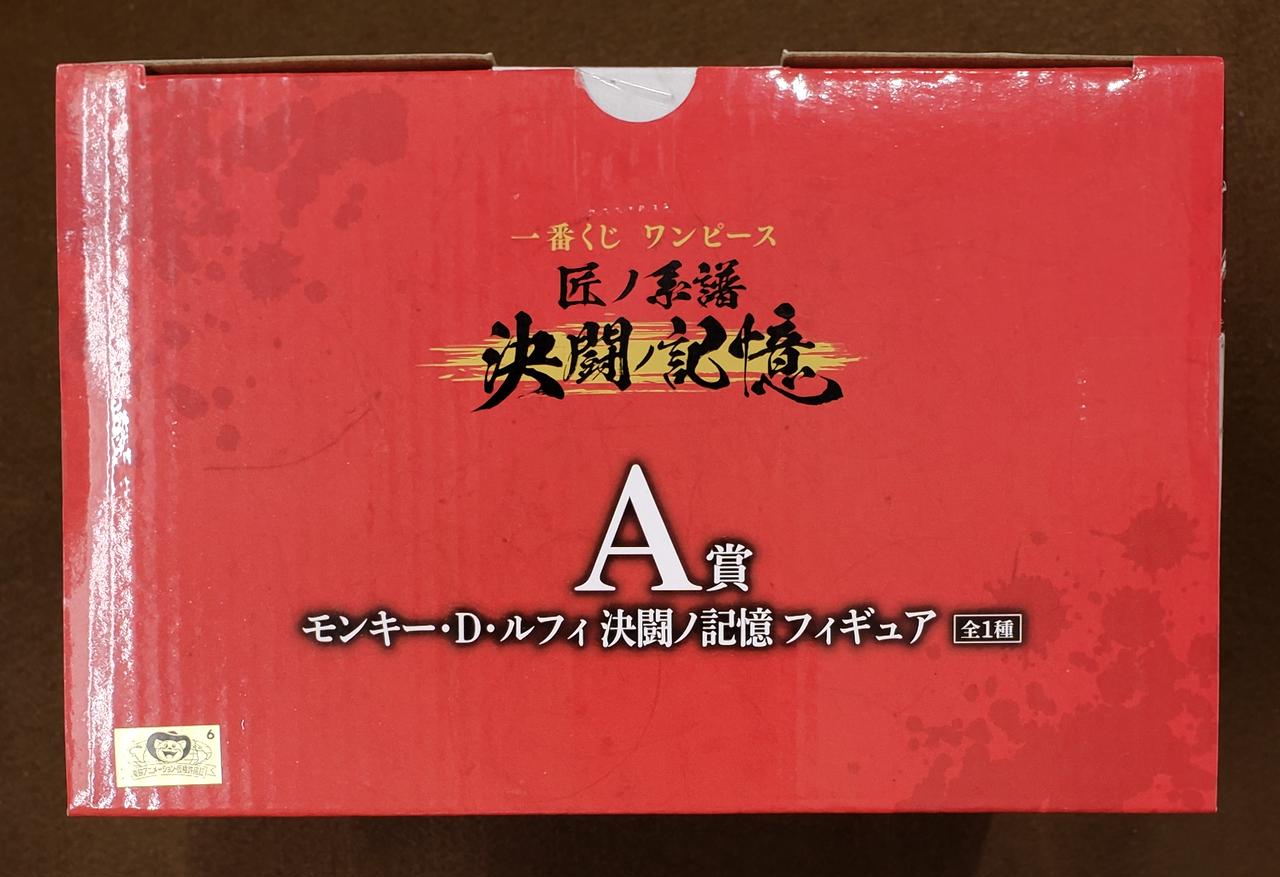 一番くじ ワンピース
匠ノ系譜
決闘ノ記憶
A賞
モンキー・D・ルフィ 決闘ノ記憶 フィギュア 全1種
6